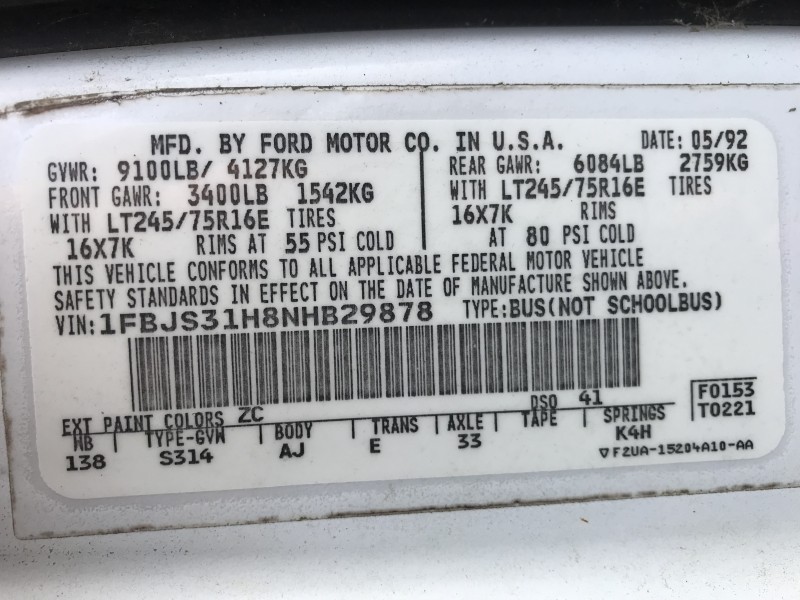 MFD. BY FORD MOTOR CO. IN U.S.A.
DATE: 05/92
GVWR: 9100LB/ 4127KG
FRONT GAWR: 3400LB 1542KG
WITH LT245/75R16E TIRES
16X7K RIMS AT 55 PSI COLD
REAR GAWR: 6084LB 2759KG
WITH LT245/75R16E TIRES
16X7K RIMS
AT 80 PSI COLD
THIS VEHICLE CONFORMS TO ALL APPLICABLE FEDERAL MOTOR VEHICLE
SAFETY STANDARDS IN EFFECT ON THE DATE OF MANUFACTURE SHOWN ABOVE.
VIN: 1FBJS31H8NHB29878 TYPE: BUS(NOT SCHOOLBUS)
EXT PAINT COLORS ZC DSO 41
WB TYPE-GVW BODY TRANS AXLE TAPE SPRINGS
138 S314 AJ E 33 K4H
F0153
T0221
▽F2UA-15204A10-AA